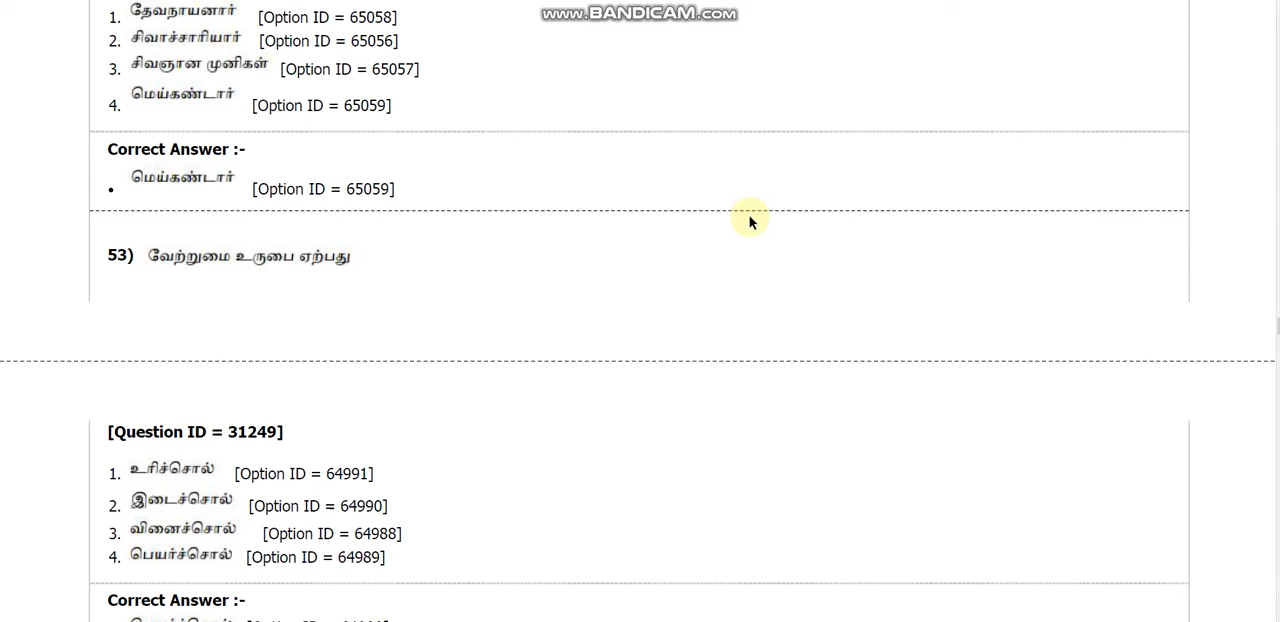 www.BANDICAM.com
1. தேவநாயனார் [Option ID = 65058]
2. சிவாச்சாரியார் [Option ID = 65056]
3. சிவஞான முனிகள் [Option ID = 65057]
4. மெய்கண்டார் [Option ID = 65059]
Correct Answer :-
• மெய்கண்டார் [Option ID = 65059]
53) வேற்றுமை உருபை ஏற்பது
[Question ID = 31249]
1. உரிச்சொல் [Option ID = 64991]
2. இடைச்சொல் [Option ID = 64990]
3. வினைச்சொல் [Option ID = 64988]
4. பெயர்ச்சொல் [Option ID = 64989]
Correct Answer :-